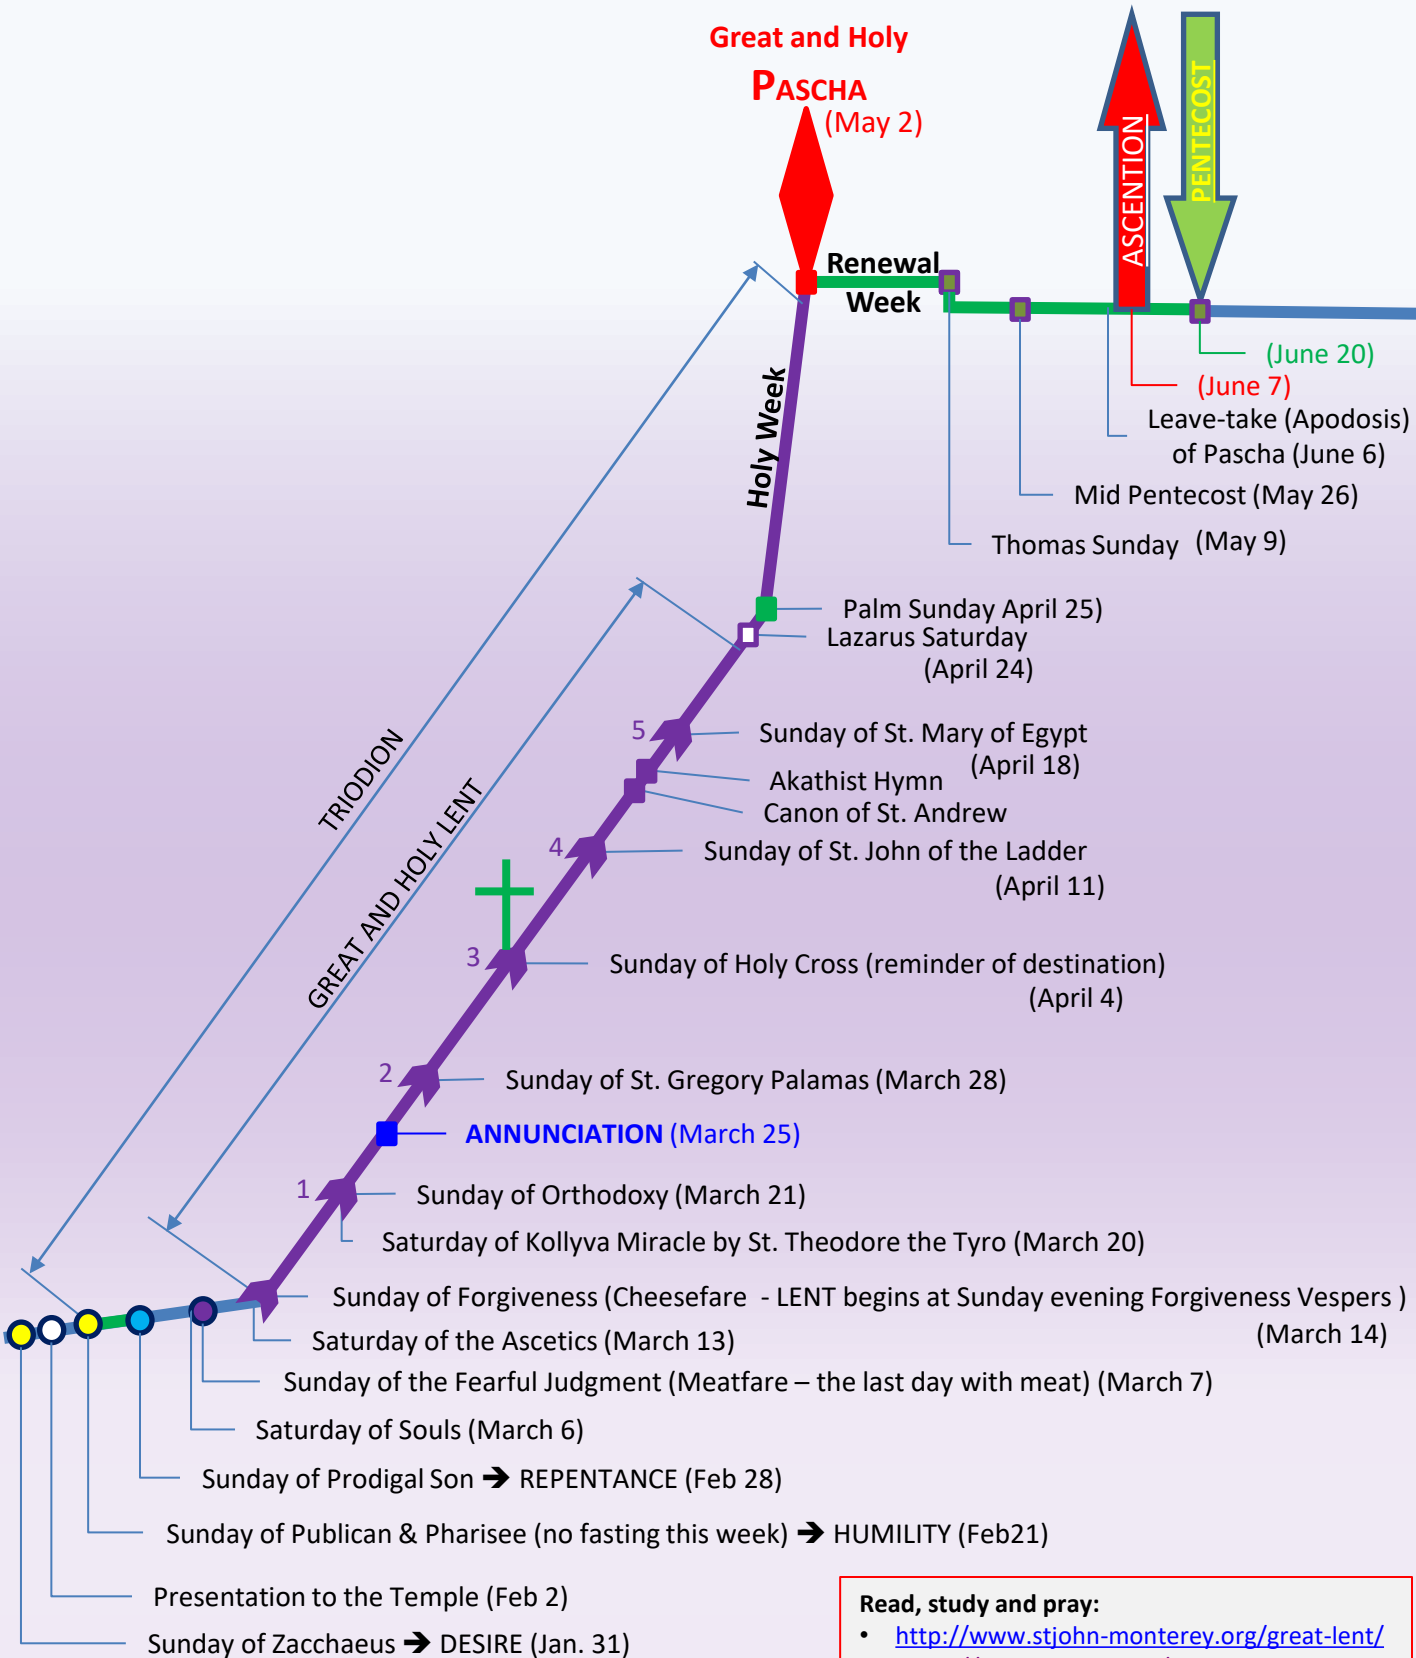 Great and Holy
PASCHA
(May 2)
ASCENTION
PENTECOST
Renewal
Week
(June 20)
(June 7)
Leave-take (Apodosis)
of Pascha (June 6)
Mid Pentecost (May 26)
Thomas Sunday (May 9)
Holy Week
Palm Sunday April 25)
Lazarus Saturday
(April 24)
TRIODION
GREAT AND HOLY LENT
5 Sunday of St. Mary of Egypt
(April 18)
Akathist Hymn
Canon of St. Andrew
4 Sunday of St. John of the Ladder
(April 11)
3 Sunday of Holy Cross (reminder of destination)
(April 4)
2 Sunday of St. Gregory Palamas (March 28)
ANNUNCIATION (March 25)
1 Sunday of Orthodoxy (March 21)
Saturday of Kollyva Miracle by St. Theodore the Tyro (March 20)
Sunday of Forgiveness (Cheesefare - LENT begins at Sunday evening Forgiveness Vespers )
(March 14)
Saturday of the Ascetics (March 13)
Sunday of the Fearful Judgment (Meatfare – the last day with meat) (March 7)
Saturday of Souls (March 6)
Sunday of Prodigal Son ➔ REPENTANCE (Feb 28)
Sunday of Publican & Pharisee (no fasting this week) ➔ HUMILITY (Feb21)
Presentation to the Temple (Feb 2)
Sunday of Zacchaeus ➔ DESIRE (Jan. 31)
Read, study and pray:
• http://www.stjohn-monterey.org/great-lent/